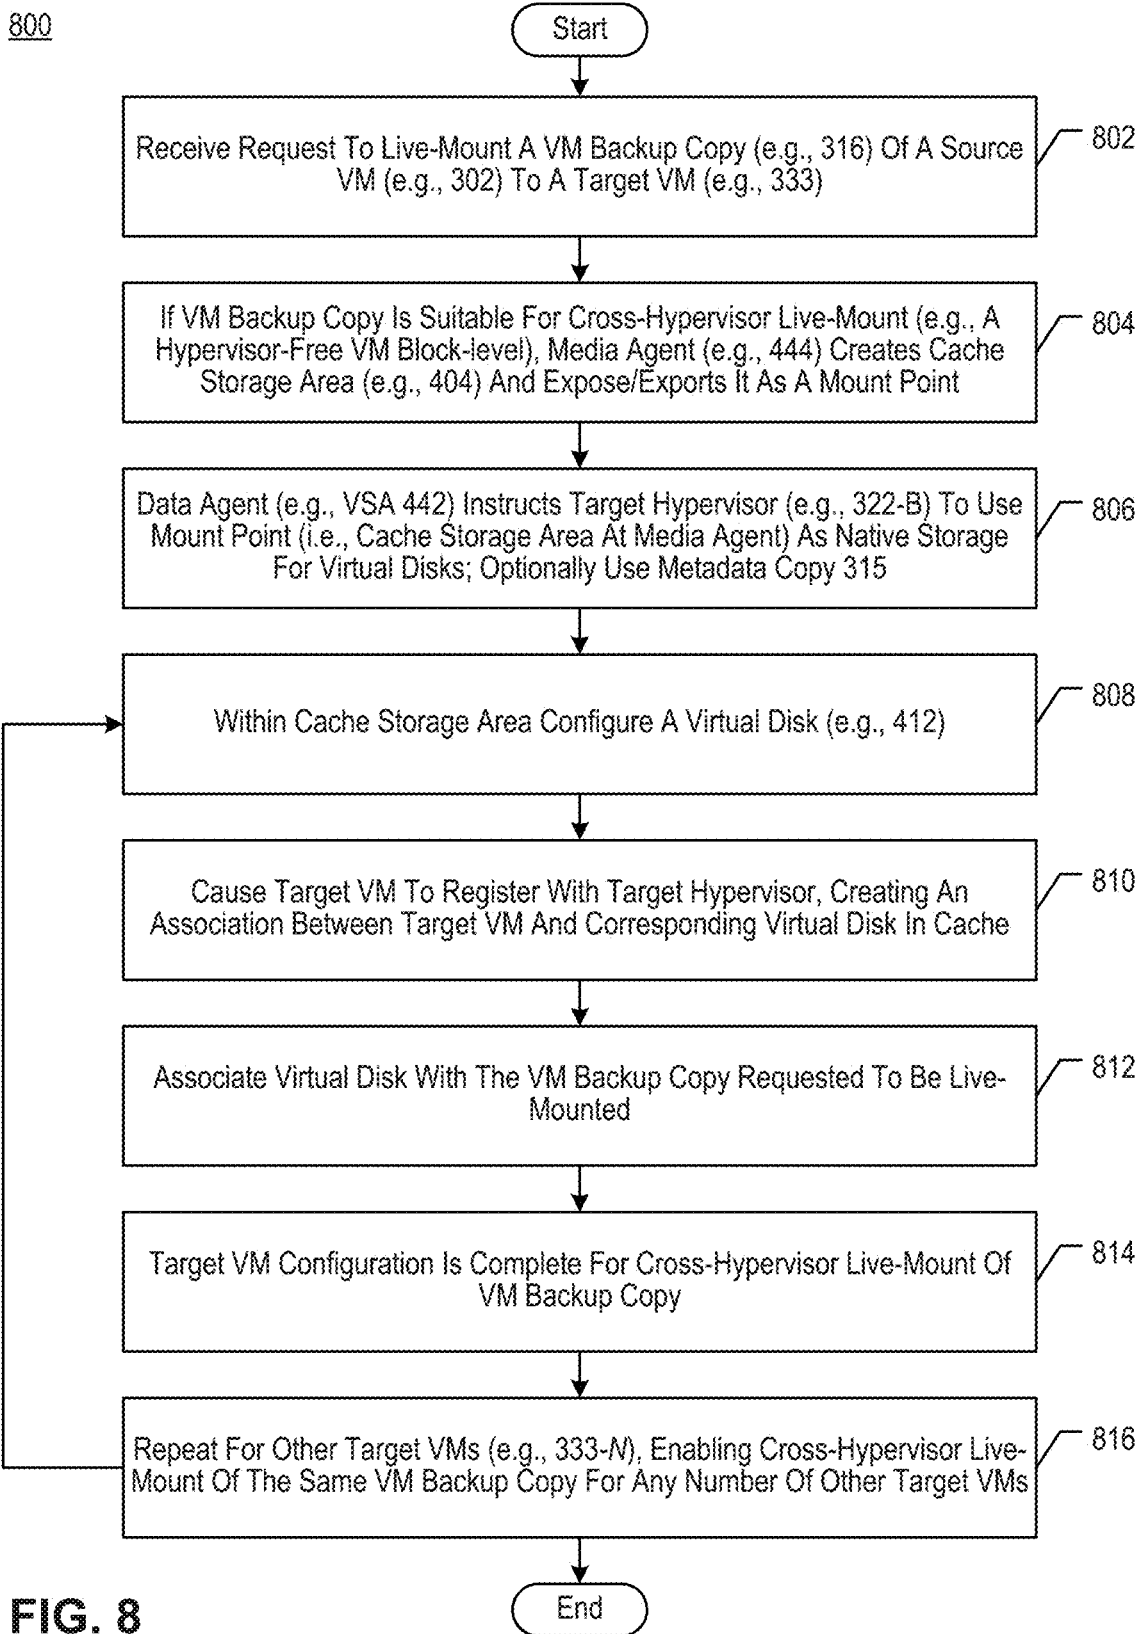 800
Start
Receive Request To Live-Mount A VM Backup Copy (e.g., 316) Of A Source
VM (e.g., 302) To A Target VM (e.g., 333)
802
If VM Backup Copy Is Suitable For Cross-Hypervisor Live-Mount (e.g., A
Hypervisor-Free VM Block-level), Media Agent (e.g., 444) Creates Cache
Storage Area (e.g., 404) And Expose/Exports It As A Mount Point
804
Data Agent (e.g., VSA 442) Instructs Target Hypervisor (e.g., 322-B) To Use
Mount Point (i.e., Cache Storage Area At Media Agent) As Native Storage
For Virtual Disks; Optionally Use Metadata Copy 315
806
Within Cache Storage Area Configure A Virtual Disk (e.g., 412)
808
Cause Target VM To Register With Target Hypervisor, Creating An
Association Between Target VM And Corresponding Virtual Disk In Cache
810
Associate Virtual Disk With The VM Backup Copy Requested To Be Live-
Mounted
812
Target VM Configuration Is Complete For Cross-Hypervisor Live-Mount Of
VM Backup Copy
814
Repeat For Other Target VMs (e.g., 333-N), Enabling Cross-Hypervisor Live-
Mount Of The Same VM Backup Copy For Any Number Of Other Target VMs
816
End
FIG. 8